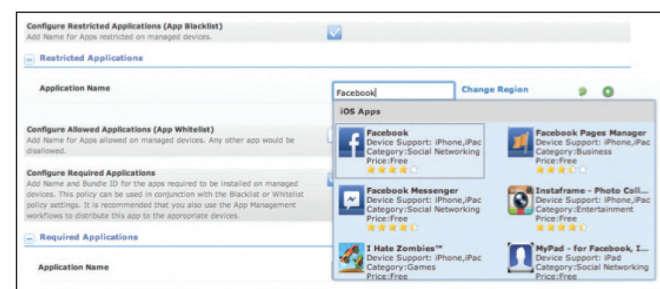 Configure Restricted Applications (App Blacklist)
Add Name for Apps restricted on managed devices.
Restricted Applications
Application Name
Facebook
Change Region
iOS Apps
Facebook
Device Support: iPhone,iPac
Category:Social Networking
Price:Free
Facebook Pages Manager
Device Support: iPhone,iPac
Category:Business
Price:Free
Configure Allowed Applications (App Whitelist)
Add Name for Apps allowed on managed devices. Any other app would be
disallowed.
Configure Required Applications
Add Name and Bundle ID for the apps required to be installed on managed
devices. This policy can be used in conjunction with the Blacklist or Whitelist
policy settings. It is recommended that you also use the App Management
workflows to distribute this app to the appropriate devices.
Facebook Messenger
Device Support: iPhone,iPac
Category:Social Networking
Price:Free
Instaframe - Photo Coll...
Device Support: iPhone,iPac
Category:Entertainment
Price:Free
Required Applications
Application Name
I Hate Zombies™
Device Support: iPhone,iPac
Category:Games
Price:Free
MyPad - for Facebook, I...
Device Support: iPad
Category:Social Networking
Price:Free